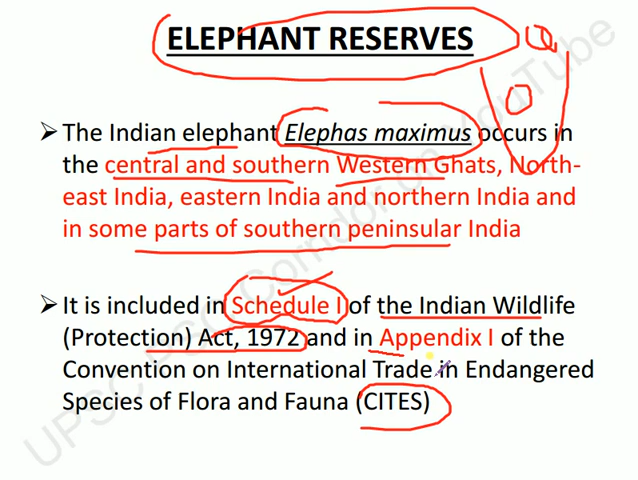 ELEPHANT RESERVES
➢ The Indian elephant Elephas maximus occurs in
the central and southern Western Ghats, North-
east India, eastern India and northern India and
in some parts of southern peninsular India
➢ It is included in Schedule I of the Indian Wildlife
(Protection) Act, 1972 and in Appendix I of the
Convention on International Trade in Endangered
Species of Flora and Fauna (CITES)